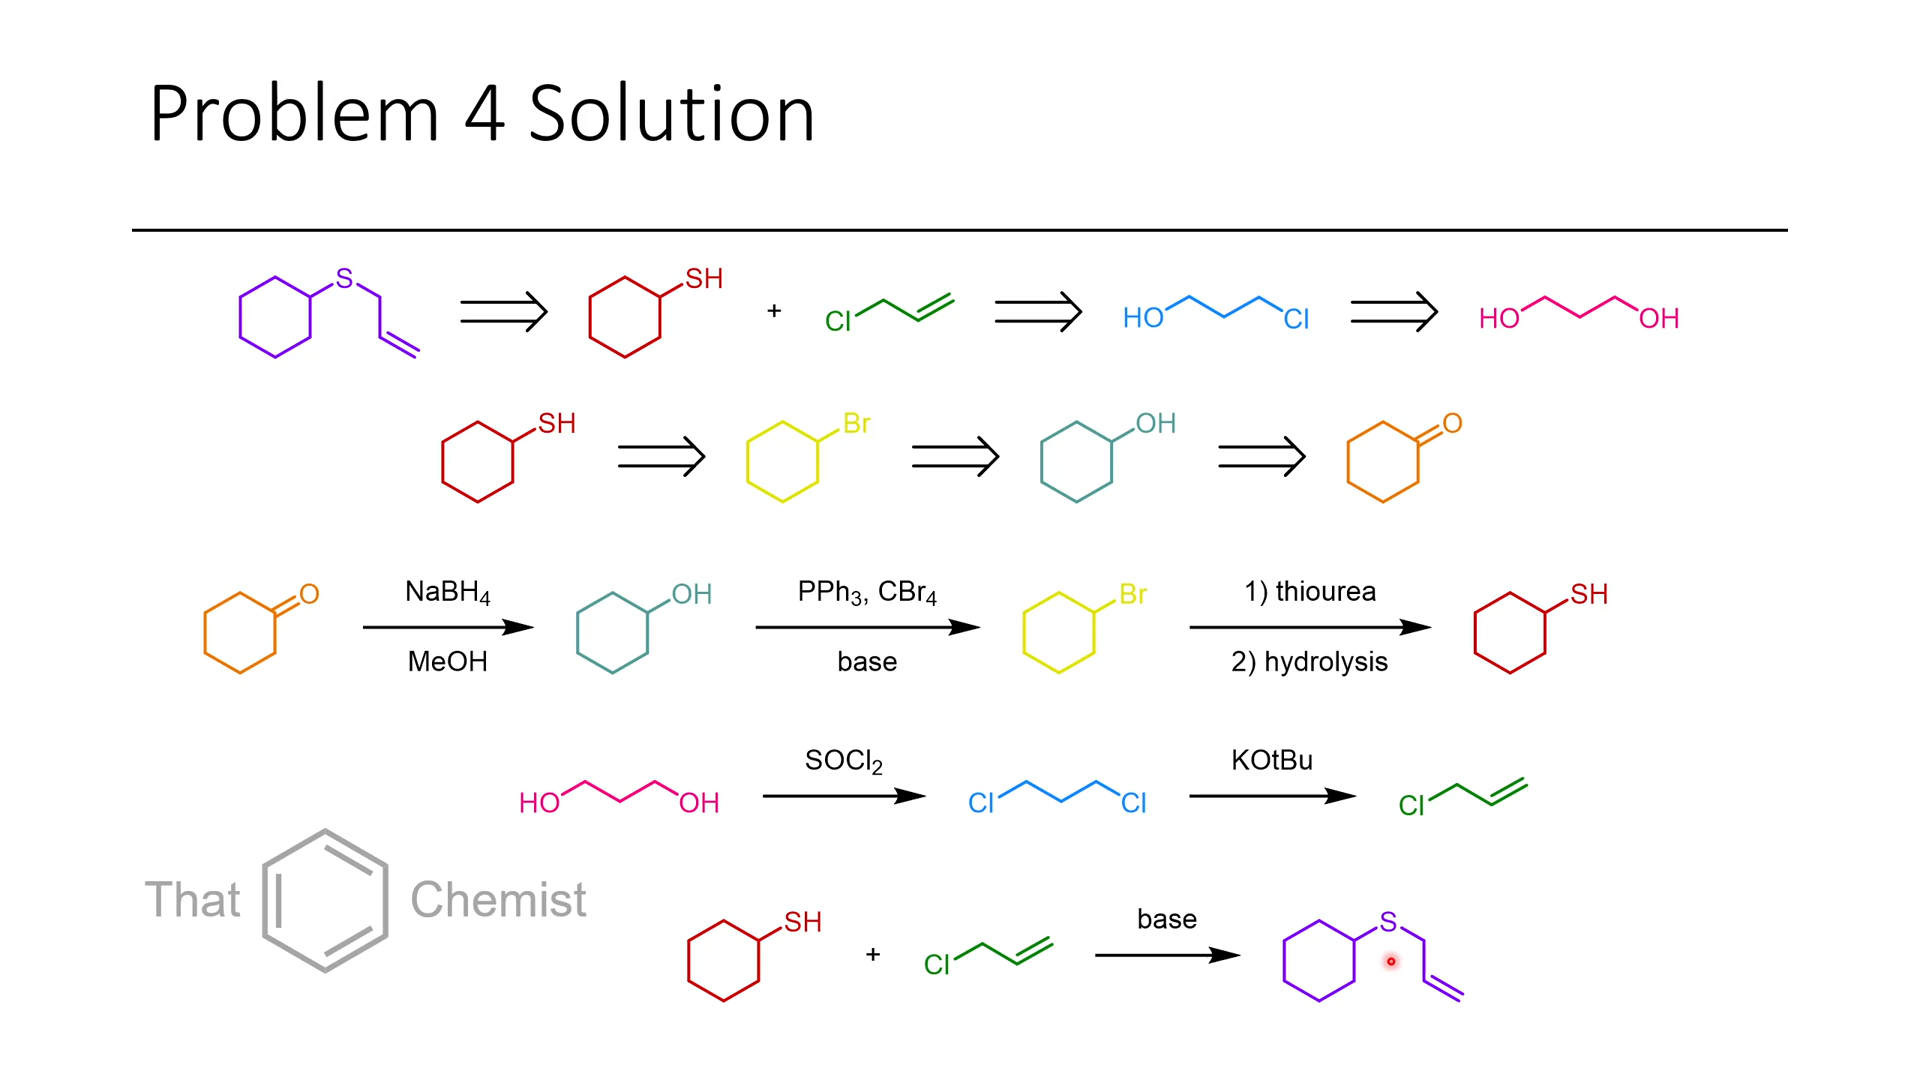 Problem 4 Solution
S SH + Cl HO Cl HO OH
SH Br OH O
O NaBH4 MeOH OH PPh3, CBr4 base Br 1) thiourea 2) hydrolysis SH
HO OH SOCl2 Cl Cl KOtBu Cl
That Chemist
SH + Cl base S